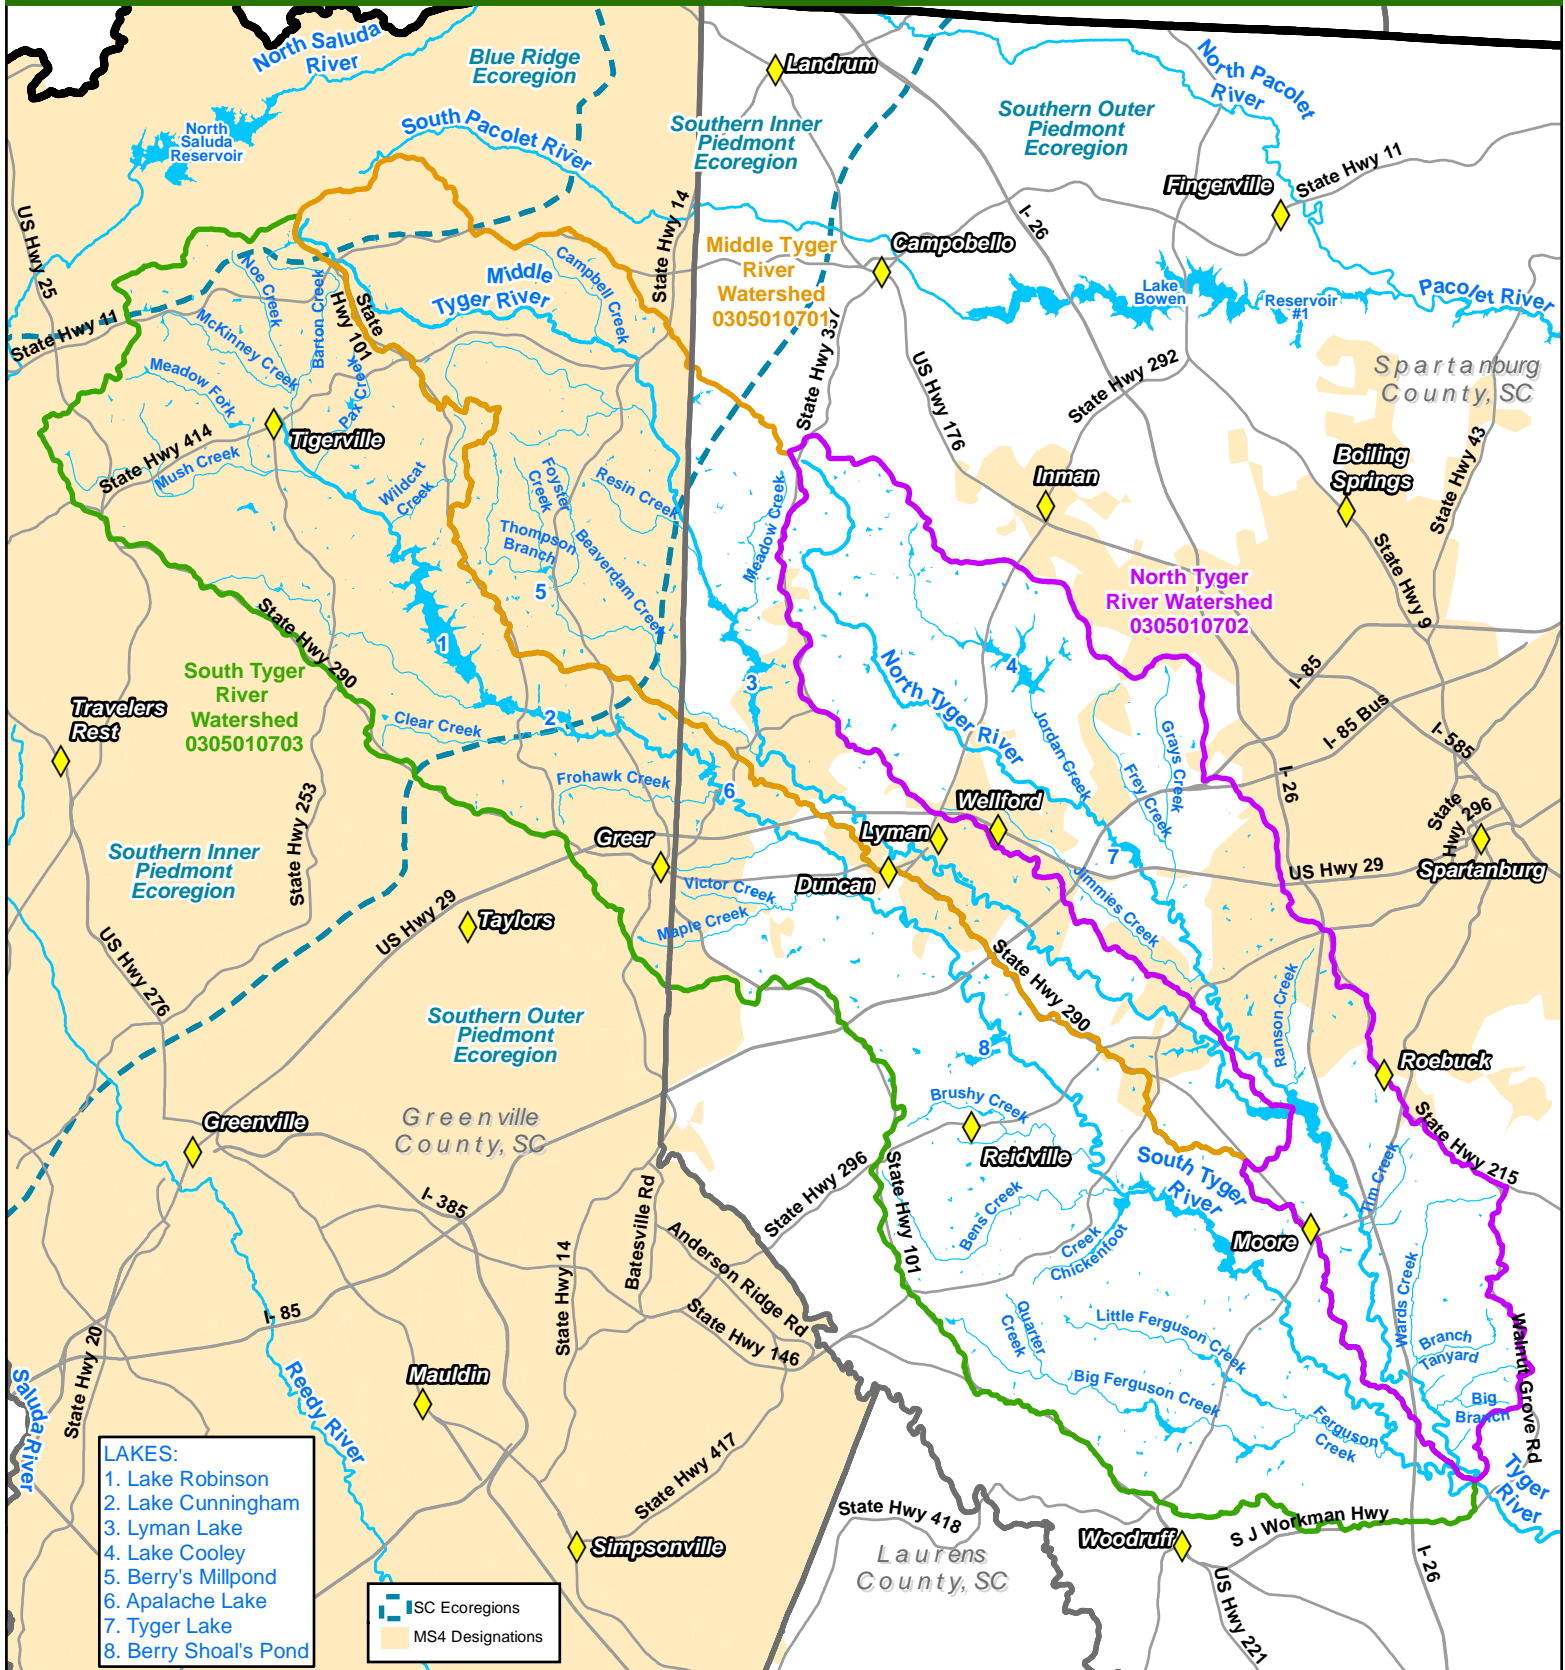 North Saluda
River
Blue Ridge
Ecoregion
Landrum
North Pacolet
River
North
Saluda
Reservoir
South Pacolet River
Southern Inner
Piedmont
Ecoregion
Southern Outer
Piedmont
Ecoregion
Fingerville
State Hwy 11
US Hwy 25
State Hwy 14
I- 26
Campobello
Middle Tyger
River
Watershed
0305010701
Noe Creek
Barton Creek
State
Hwy 101
Middle
Tyger River
Campbell Creek
Lake
Bowen
Reservoir
#1
Pacolet River
State Hwy 11
McKinney Creek
Meadow Fork
Pax Creek
State Hwy 357
US Hwy 176
State Hwy 292
Spartanburg
County, SC
Tigerville
State Hwy 414
Mush Creek
Wildcat
Creek
Foyster
Creek
Resin Creek
Thompson
Branch
Beaverdam Creek
5
Meadow Creek
Inman
Boiling
Springs
State Hwy 43
State Hwy 9
North Tyger
River Watershed
0305010702
State Hwy 290
1
South Tyger
River
Watershed
0305010703
Travelers
Rest
Clear Creek
2
3
4
North Tyger River
Jordan Creek
Grays Creek
Frey Creek
I- 85
I- 85 Bus
I- 585
I- 26
State
Hwy 296
Frohawk Creek
6
Wellford
Lyman
Greer
Duncan
7
US Hwy 29
Spartanburg
State Hwy 253
Southern Inner
Piedmont
Ecoregion
Victor Creek
Maple Creek
Jimmies Creek
US Hwy 29
Taylors
US Hwy 276
State Hwy 290
Ranson Creek
Southern Outer
Piedmont
Ecoregion
8
Roebuck
Brushy Creek
Greenville
Greenville
County, SC
Reidville
State Hwy 215
South Tyger
River
Tim Creek
State Hwy 296
State Hwy 101
I- 385
Batesville Rd
Anderson Ridge Rd
Bens Creek
Creek
Chickenfoot
Moore
State Hwy 14
State Hwy 146
Wards Creek
I- 85
Quarter
Creek
Little Ferguson Creek
Branch
Tanyard
Walnut Grove Rd
State Hwy 20
Saluda River
Reedy River
Mauldin
Big Ferguson Creek
Big
Branch
Ferguson
Creek
State Hwy 417
Tyger
River
State Hwy 418
Woodruff
S J Workman Hwy
Simpsonville
Laurens
County, SC
I- 26
US Hwy 221
LAKES:
1. Lake Robinson
2. Lake Cunningham
3. Lyman Lake
4. Lake Cooley
5. Berry's Millpond
6. Apalache Lake
7. Tyger Lake
8. Berry Shoal's Pond
SC Ecoregions
MS4 Designations